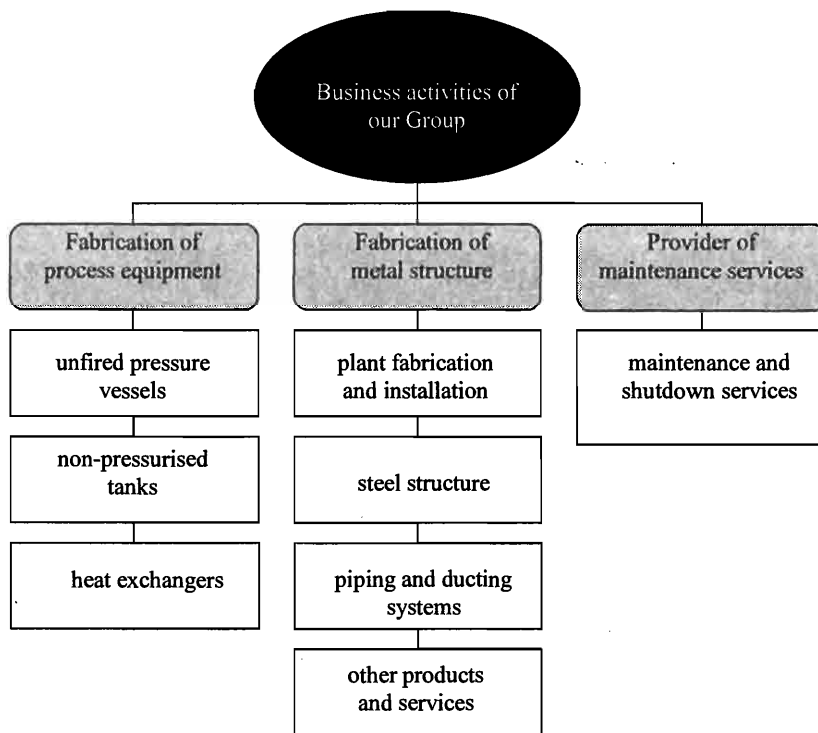 Business activities of
our Group
Fabrication of
process equipment
Fabrication of
metal structure
Provider of
maintenance services
unfired pressure
vessels
plant fabrication
and installation
maintenance and
shutdown services
non-pressurised
tanks
steel structure
heat exchangers
piping and ducting
systems
other products
and services